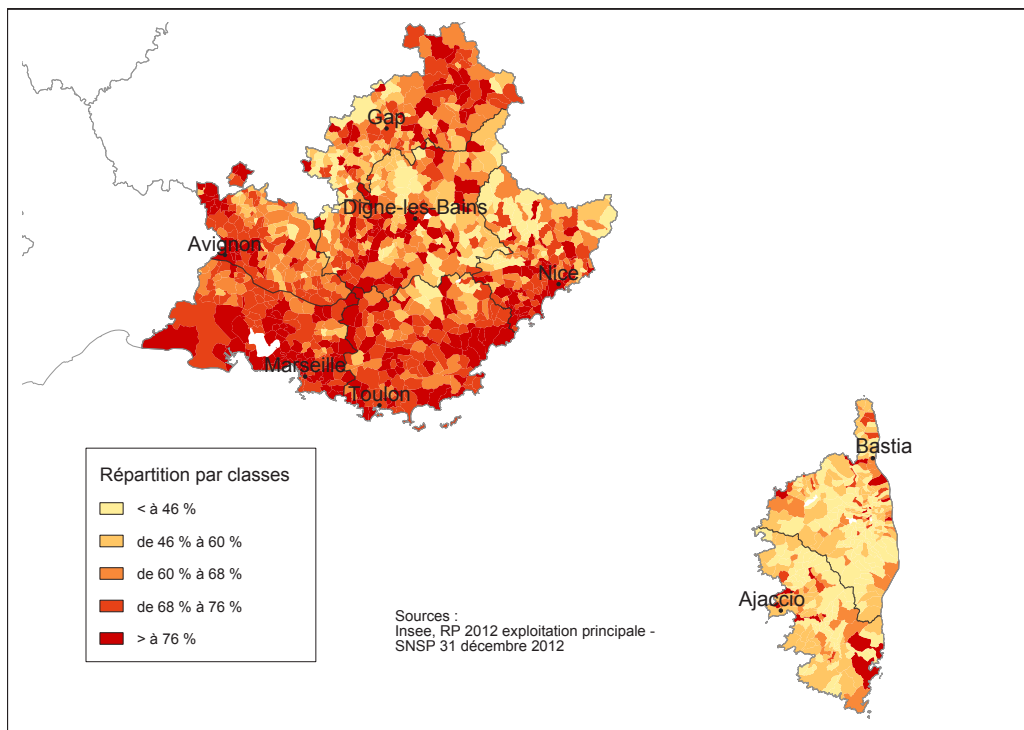 Gap
Digne-les-Bains
Avignon
Nice
Marseille
Toulon
Bastia
Répartition par classes
< à 46 %
de 46 % à 60 %
de 60 % à 68 %
de 68 % à 76 %
> à 76 %
Ajaccio
Sources :
Insee, RP 2012 exploitation principale -
SNSP 31 décembre 2012